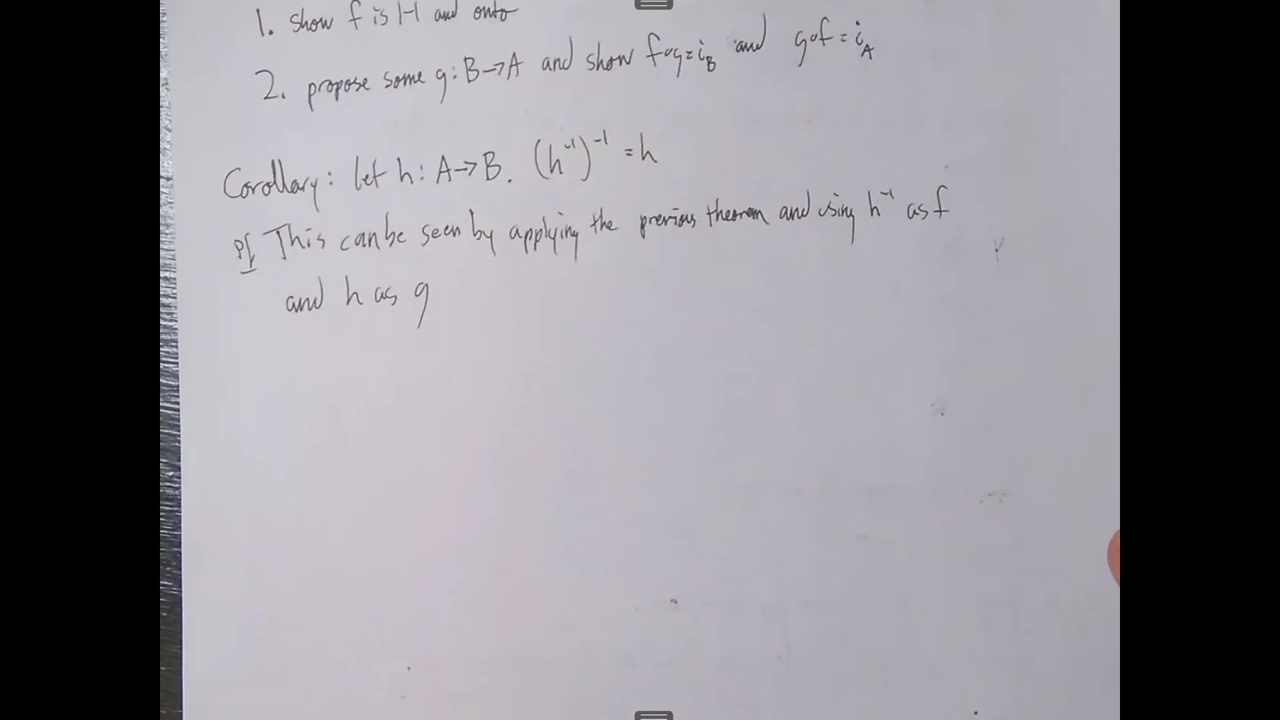 1. show f is 1-1 and onto
2. propose some g: B→A and show f∘g=i_B and g∘f=i_A
Corollary: let h: A→B. (h⁻¹)⁻¹=h
Pf This can be seen by applying the previous theorem and using h⁻¹ as f
and h as g